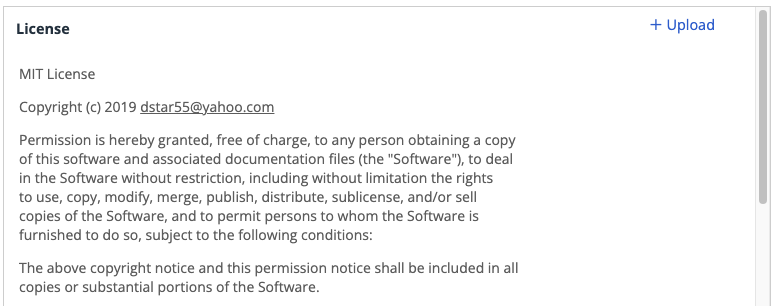 License
+ Upload
MIT License
Copyright (c) 2019 dstar55@yahoo.com
Permission is hereby granted, free of charge, to any person obtaining a copy
of this software and associated documentation files (the "Software"), to deal
in the Software without restriction, including without limitation the rights
to use, copy, modify, merge, publish, distribute, sublicense, and/or sell
copies of the Software, and to permit persons to whom the Software is
furnished to do so, subject to the following conditions:
The above copyright notice and this permission notice shall be included in all
copies or substantial portions of the Software.